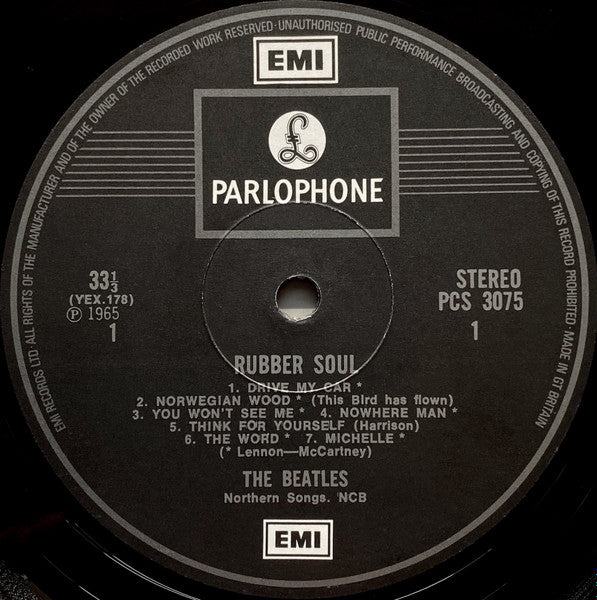 EMI RECORDS LTD ALL RIGHTS OF THE MANUFACTURER AND OF THE OWNER OF THE RECORDED WORK RESERVED·UNAUTHORISED PUBLIC PERFORMANCE BROADCASTING AND COPYING OF THIS RECORD PROHIBITED·MADE IN GT BRITAIN
EMI
£
PARLOPHONE
33⅓
(YEX.178)
Ⓟ 1965
1
STEREO
PCS 3075
1
RUBBER SOUL
1. DRIVE MY CAR *
2. NORWEGIAN WOOD * (This Bird has flown)
3. YOU WON'T SEE ME * 4. NOWHERE MAN *
5. THINK FOR YOURSELF (Harrison)
6. THE WORD * 7. MICHELLE *
(* Lennon—McCartney)
THE BEATLES
Northern Songs. NCB
EMI